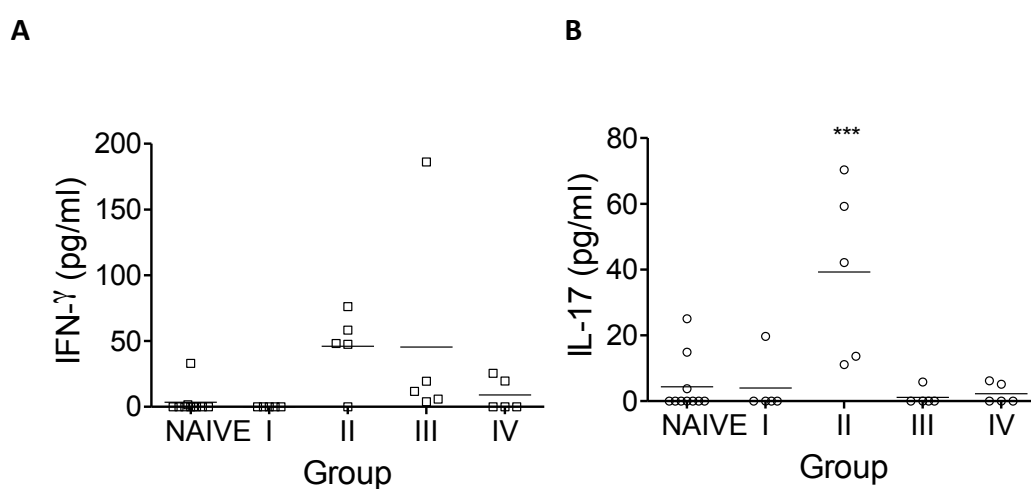 A
IFN-γ (pg/ml)
200
150
100
50
0
NAIVE I II III IV
Group
B
***
IL-17 (pg/ml)
80
60
40
20
0
NAIVE I II III IV
Group